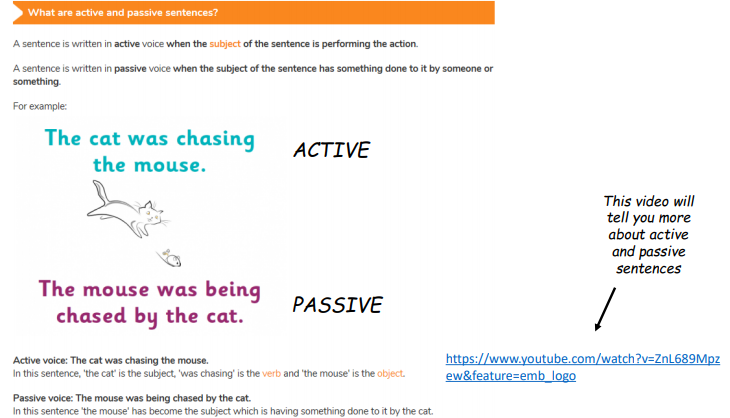 What are active and passive sentences?
A sentence is written in active voice when the subject of the sentence is performing the action.
A sentence is written in passive voice when the subject of the sentence has something done to it by someone or
something.
For example:
The cat was chasing
the mouse.
ACTIVE
This video will
tell you more
about active
and passive
sentences
The mouse was being
chased by the cat.
PASSIVE
Active voice: The cat was chasing the mouse.
In this sentence, 'the cat' is the subject, 'was chasing' is the verb and 'the mouse' is the object.
https://www.youtube.com/watch?v=ZnL689Mpz
ew&feature=emb_logo
Passive voice: The mouse was being chased by the cat.
In this sentence 'the mouse' has become the subject which is having something done to it by the cat.